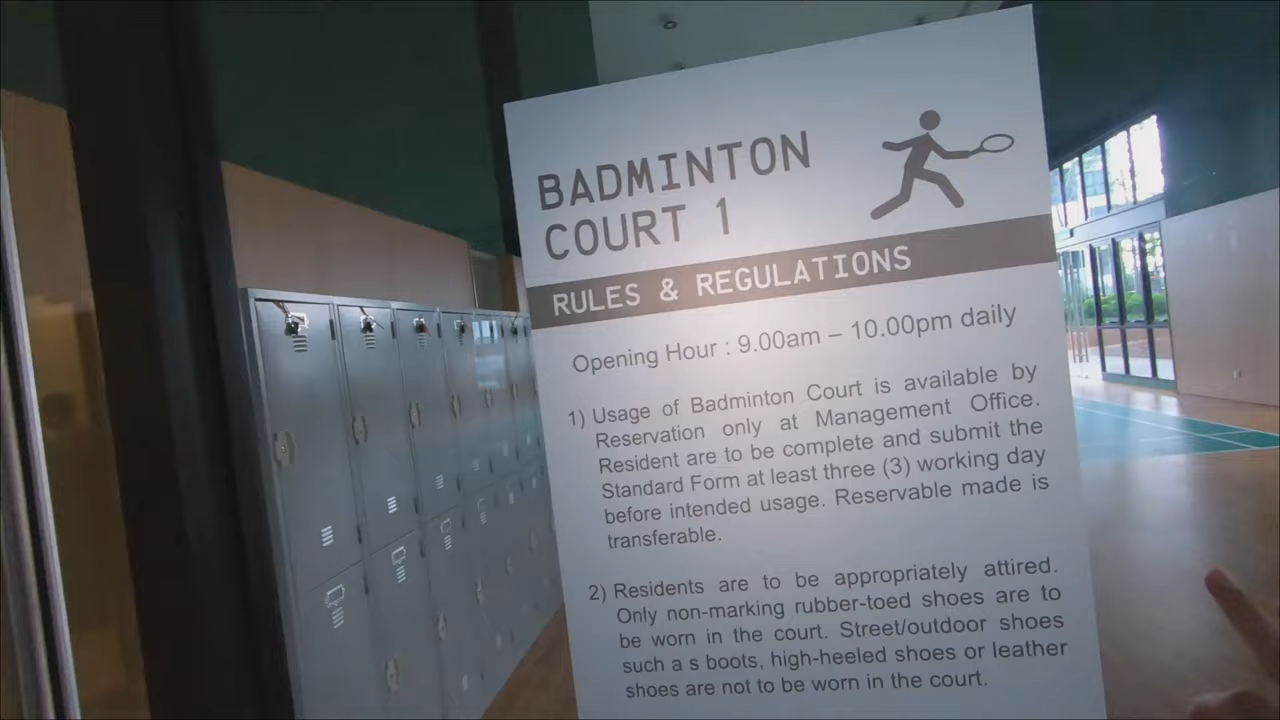 BADMINTON
COURT 1
RULES & REGULATIONS
Opening Hour : 9.00am – 10.00pm daily
1) Usage of Badminton Court is available by
Reservation only at Management Office.
Resident are to be complete and submit the
Standard Form at least three (3) working day
before intended usage. Reservable made is
transferable.
2) Residents are to be appropriately attired.
Only non-marking rubber-toed shoes are to
be worn in the court. Street/outdoor shoes
such a s boots, high-heeled shoes or leather
shoes are not to be worn in the court.